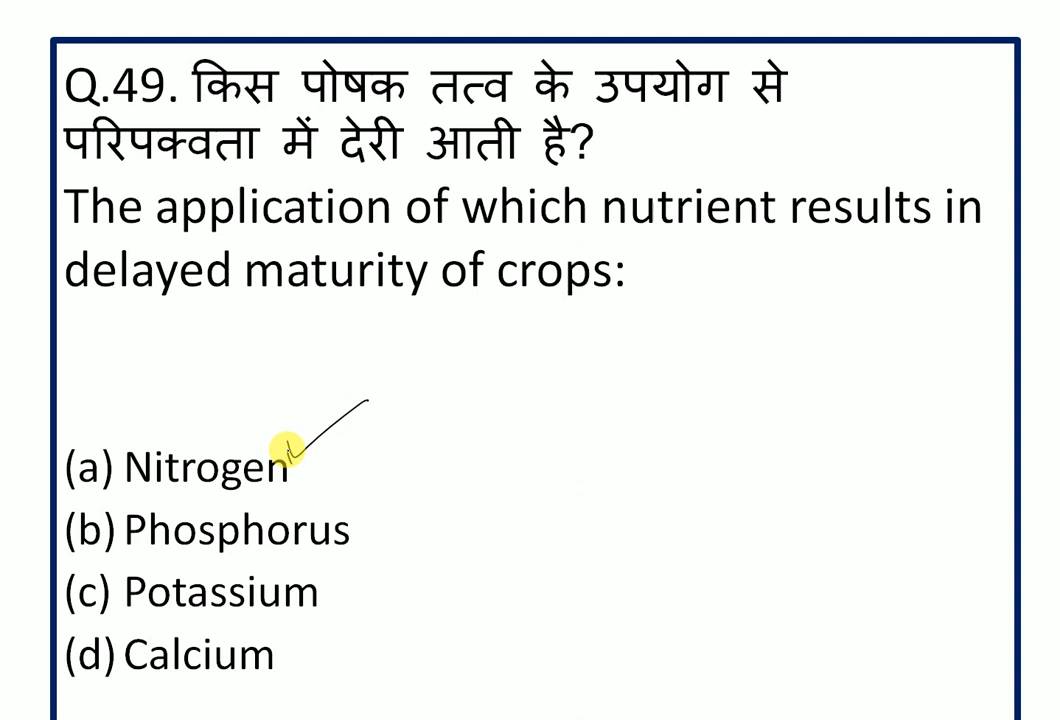 Q.49. किस पोषक तत्व के उपयोग से
परिपक्वता में देरी आती है?
The application of which nutrient results in
delayed maturity of crops:
(a) Nitrogen
(b) Phosphorus
(c) Potassium
(d) Calcium